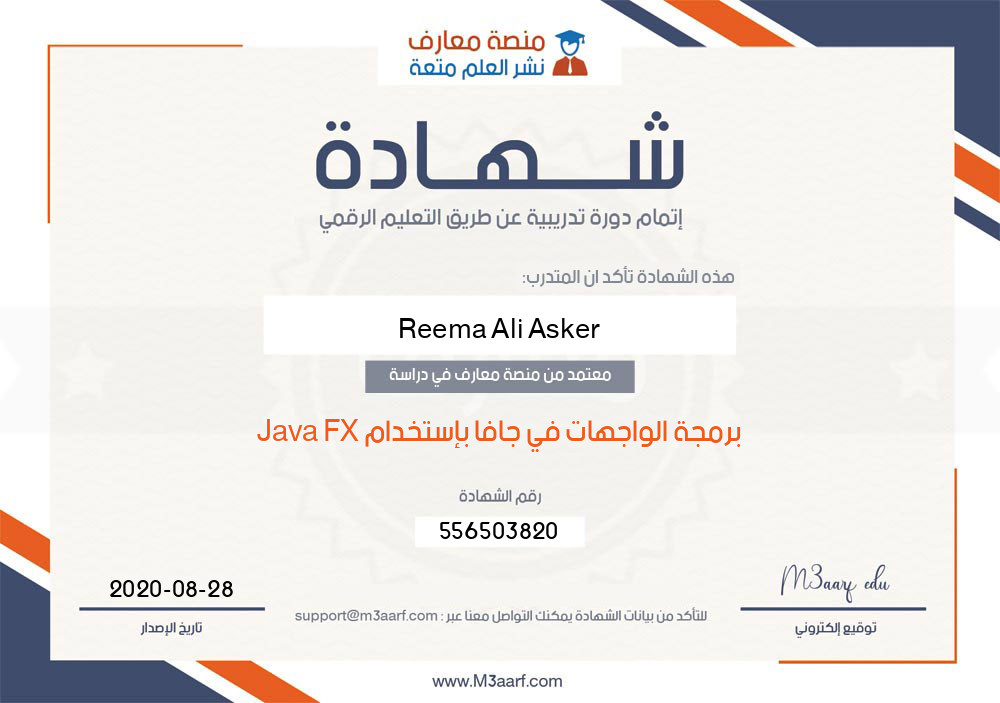 منصة معارف
نشر العلم متعة
شهادة
إتمام دورة تدريبية عن طريق التعليم الرقمي
هذه الشهادة تأكد ان المتدرب:
Reema Ali Asker
معتمد من منصة معارف في دراسة
برمجة الواجهات في جافا بإستخدام Java FX
رقم الشهادة
556503820
M3aarf edu
2020-08-28
توقيع إلكتروني
للتأكد من بيانات الشهادة يمكنك التواصل معنا عبر : support@m3aarf.com
تاريخ الإصدار
www.M3aarf.com